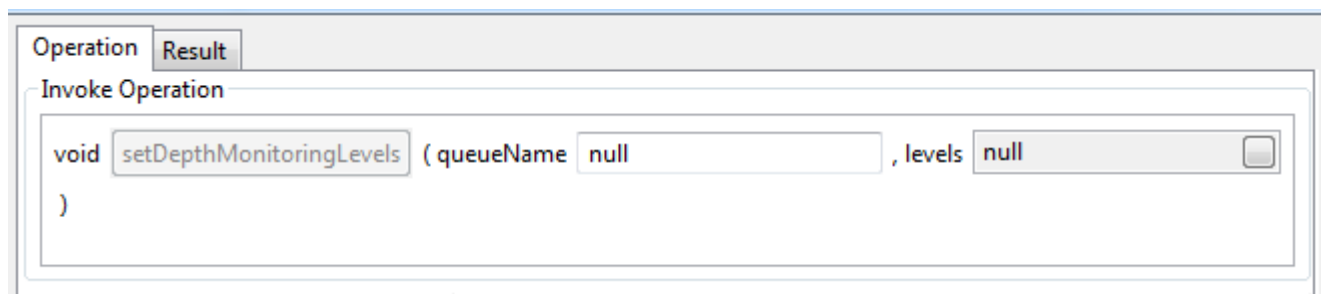 Operation Result
Invoke Operation
void setDepthMonitoringLevels ( queueName null , levels null
)